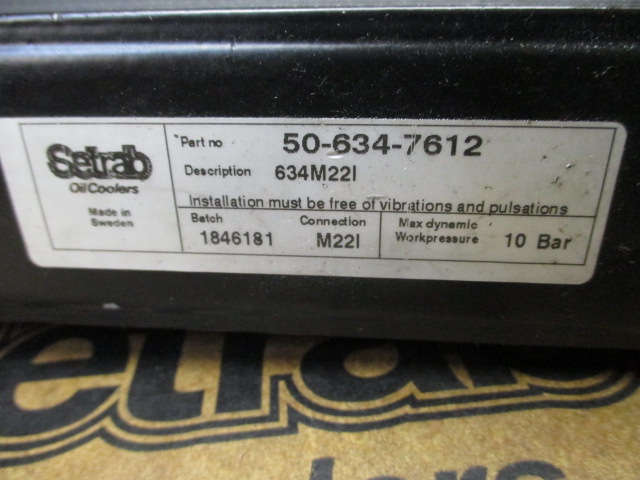 Setrab
Oil Coolers
Made in
Sweden
Part no 50-634-7612
Description 634M22I
Installation must be free of vibrations and pulsations
Batch
1846181
Connection
M22I
Max dynamic
Workpressure 10 Bar
etrab